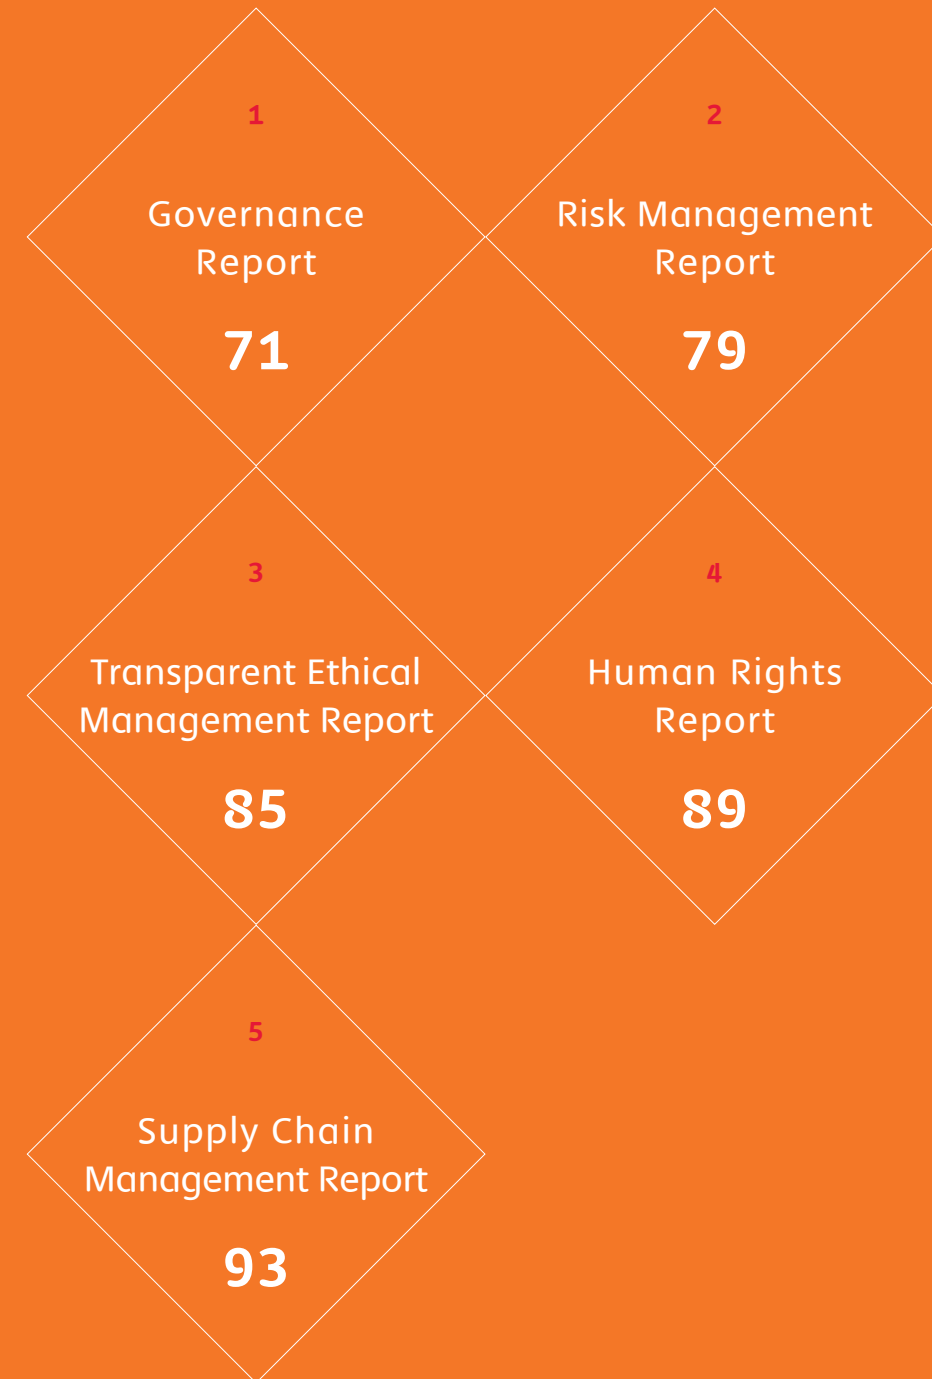 1
Governance
Report
71
2
Risk Management
Report
79
3
Transparent Ethical
Management Report
85
4
Human Rights
Report
89
5
Supply Chain
Management Report
93